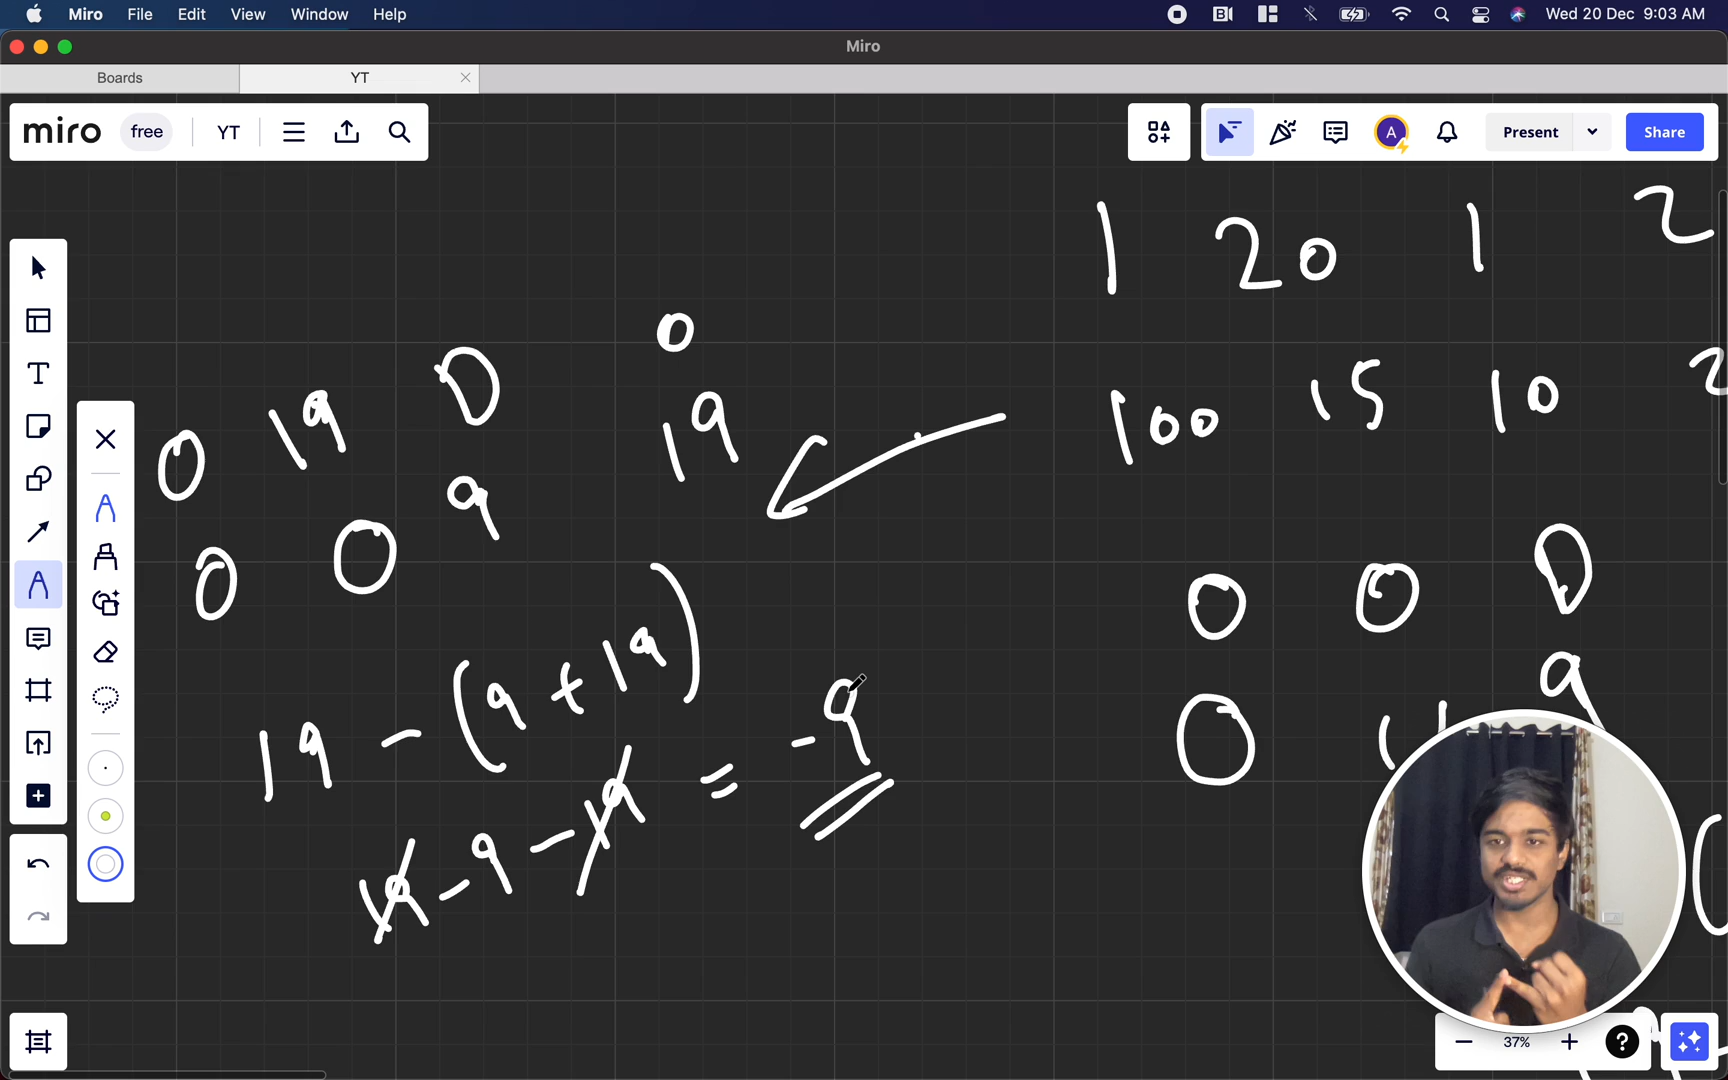 Miro File Edit View Window Help Wed 20 Dec 9:03 AM
Miro
Boards YT
miro free YT Present Share
A
1 20 1 2
100 15 10 2
0 19 0 0
0 0 9 19
19 - (9 + 19) = -9
19 - 9 - 19
0 0 0
0 9
37%
?